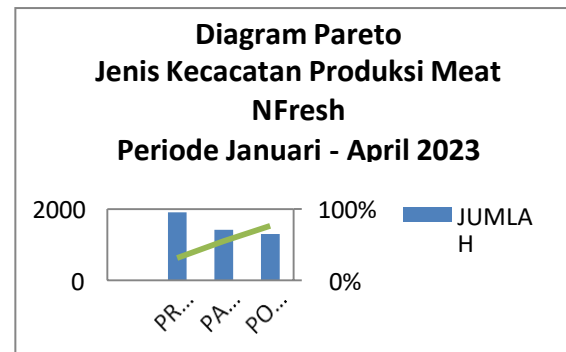 Diagram Pareto
Jenis Kecacatan Produksi Meat
NFresh
Periode Januari - April 2023
2000
0
100%
0%
JUMLA
H
PR...
PA...
PO...